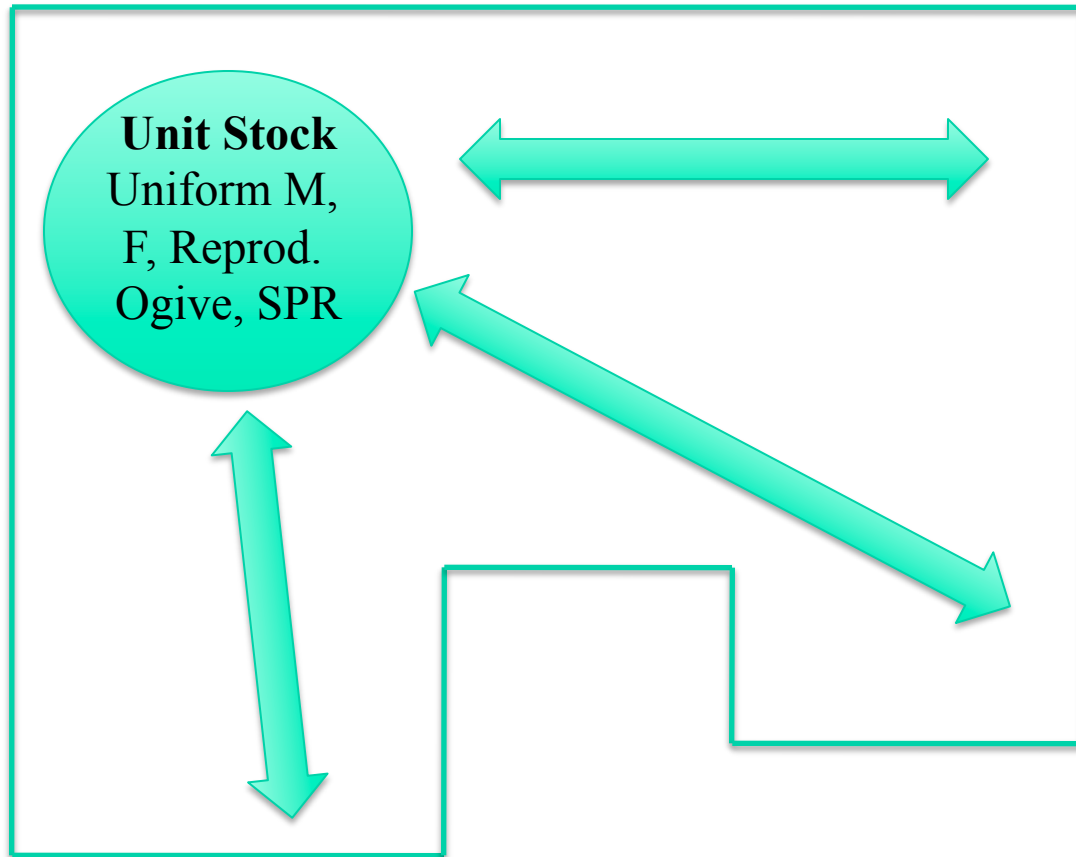 Unit Stock
Uniform M,
F, Reprod.
Ogive, SPR